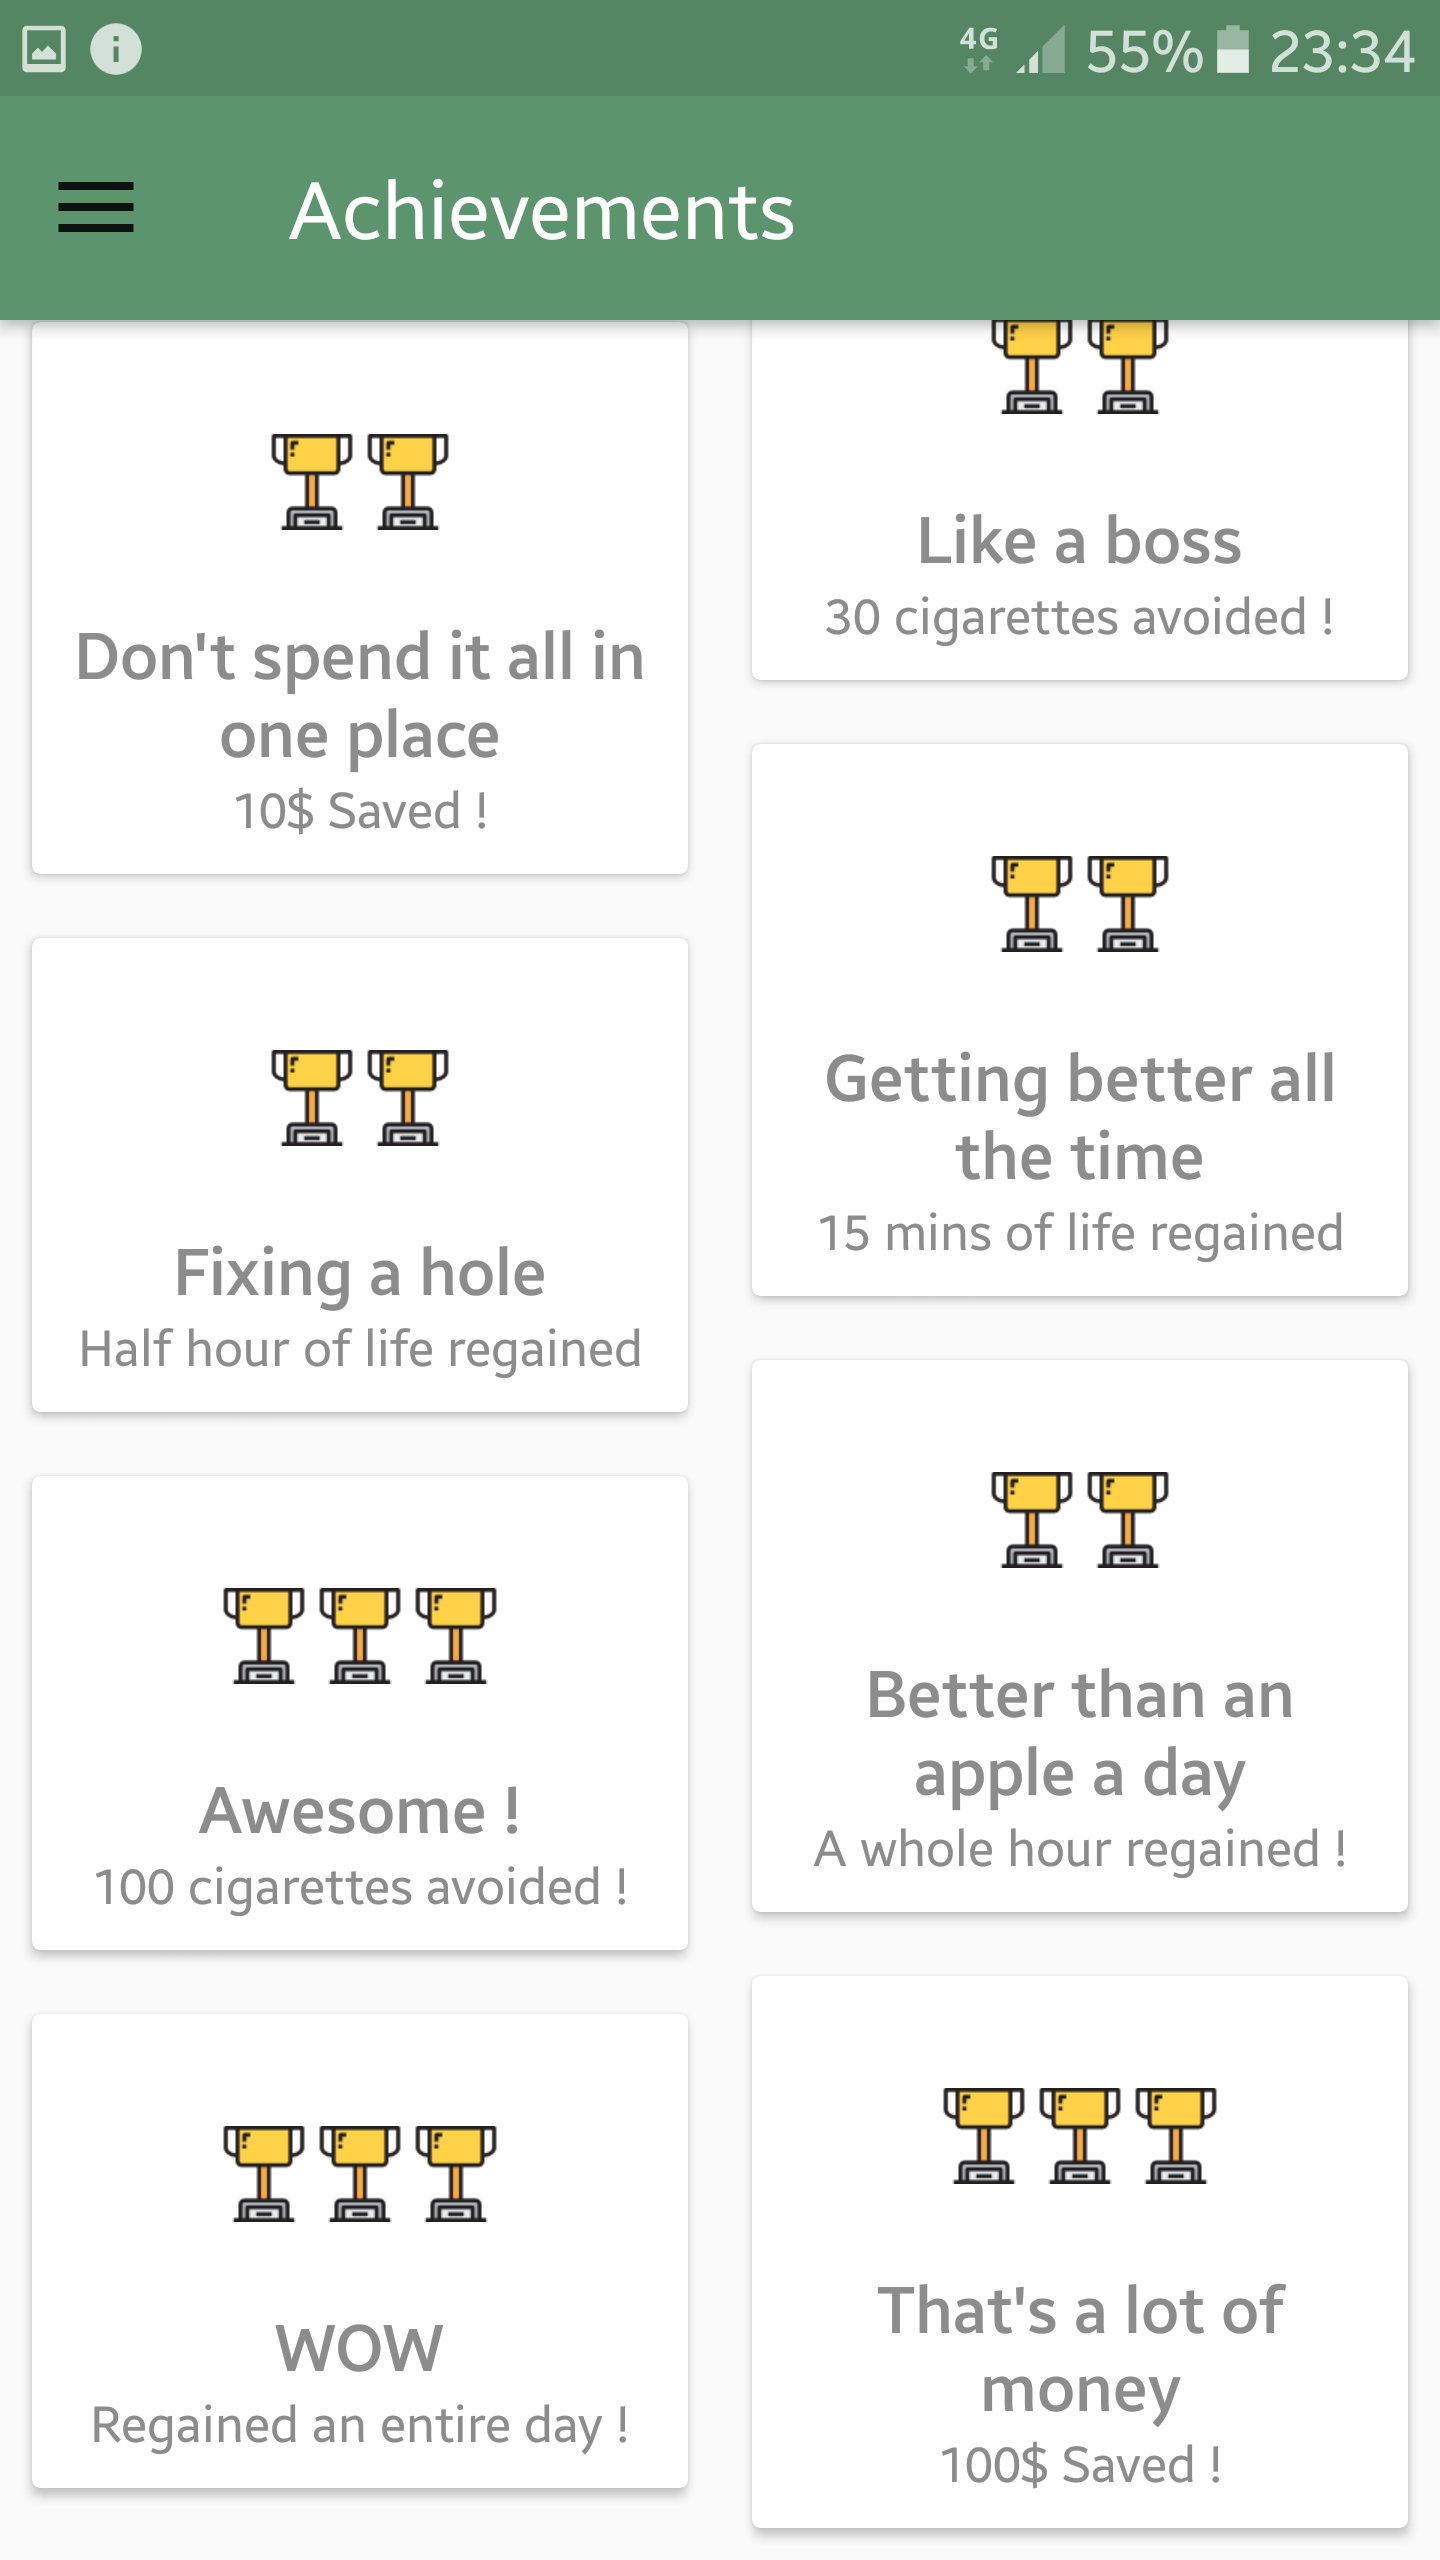 4G 55% 23:34
Achievements
Don't spend it all in
one place
10$ Saved !
Like a boss
30 cigarettes avoided !
Fixing a hole
Half hour of life regained
Getting better all
the time
15 mins of life regained
Awesome !
100 cigarettes avoided !
Better than an
apple a day
A whole hour regained !
WOW
Regained an entire day !
That's a lot of
money
100$ Saved !